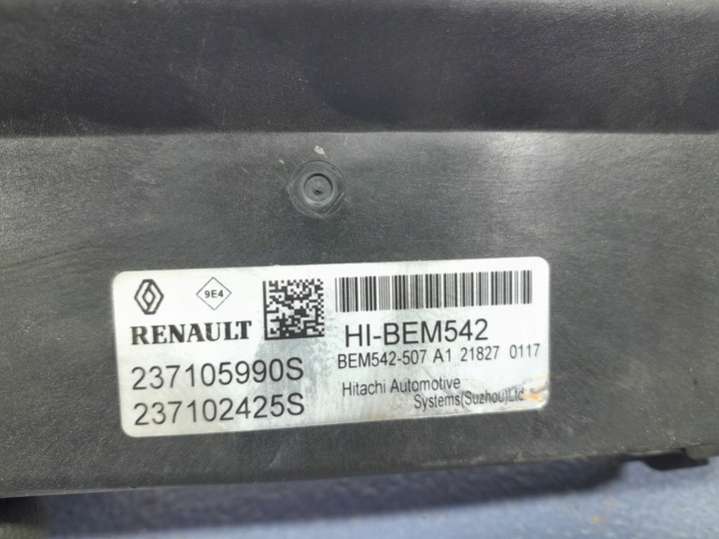 9E4
RENAULT
237105990S
237102425S
HI-BEM542
BEM542-507 A1 21827 0117
Hitachi Automotive
Systems(Suzhou)Ltd